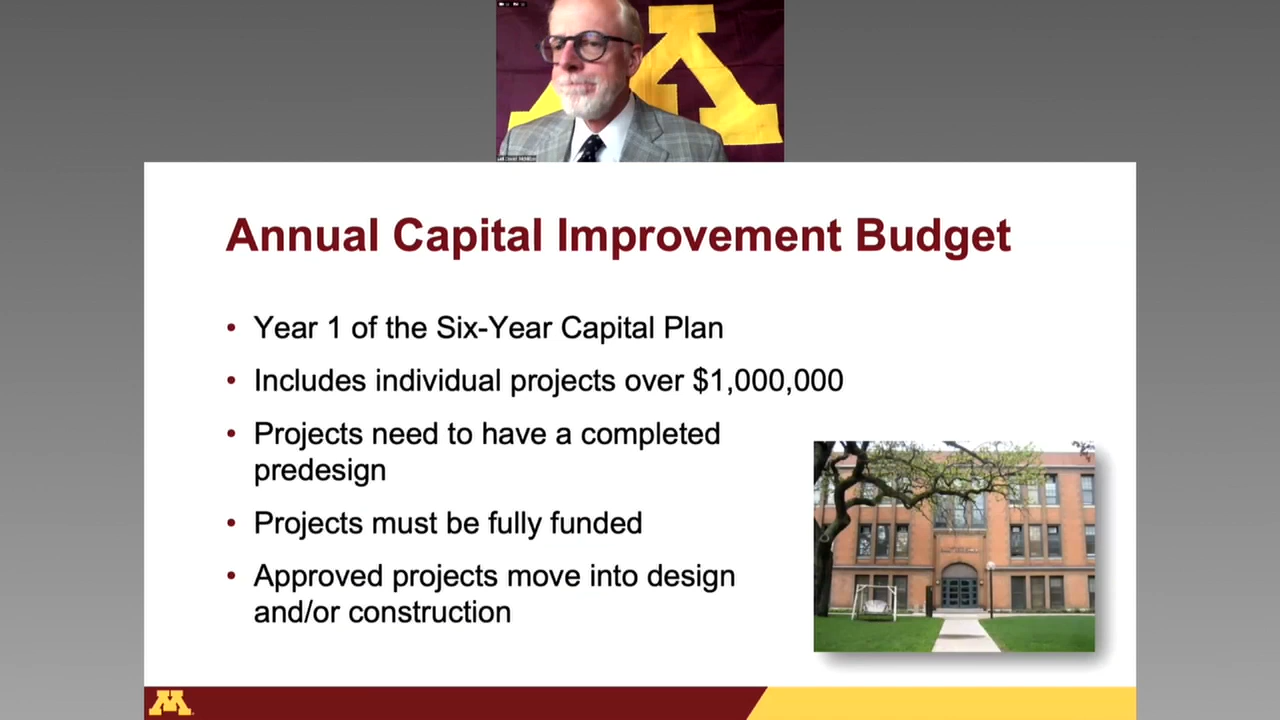 Annual Capital Improvement Budget
• Year 1 of the Six-Year Capital Plan
• Includes individual projects over $1,000,000
• Projects need to have a completed
predesign
• Projects must be fully funded
• Approved projects move into design
and/or construction